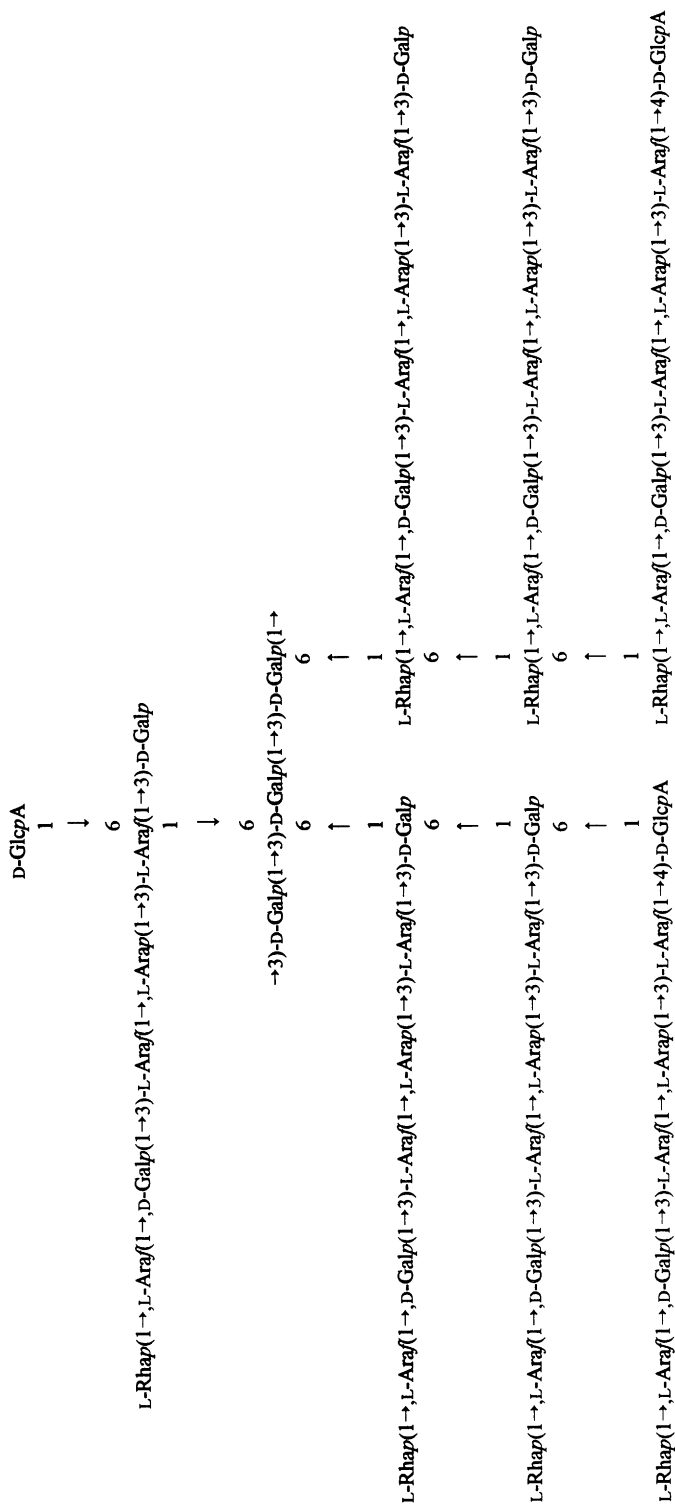 D-GlcpA
1
↓
6
L-Rhap(1→,L-Araf(1→,D-Galp(1→3)-L-Araf(1→,L-Arap(1→3)-L-Araf(1→3)-D-Galp
1
↓
6
→3)-D-Galp(1→3)-D-Galp(1→3)-D-Galp(1→
6 6
↑ ↑
1 1
L-Rhap(1→,L-Araf(1→,D-Galp(1→3)-L-Araf(1→,L-Arap(1→3)-L-Araf(1→3)-D-Galp L-Rhap(1→,L-Araf(1→,D-Galp(1→3)-L-Araf(1→,L-Arap(1→3)-L-Araf(1→3)-D-Galp
6 6
↑ ↑
1 1
L-Rhap(1→,L-Araf(1→,D-Galp(1→3)-L-Araf(1→,L-Arap(1→3)-L-Araf(1→3)-D-Galp L-Rhap(1→,L-Araf(1→,D-Galp(1→3)-L-Araf(1→,L-Arap(1→3)-L-Araf(1→3)-D-Galp
6 6
↑ ↑
1 1
L-Rhap(1→,L-Araf(1→,D-Galp(1→3)-L-Araf(1→,L-Arap(1→3)-L-Araf(1→4)-D-GlcpA L-Rhap(1→,L-Araf(1→,D-Galp(1→3)-L-Araf(1→,L-Arap(1→3)-L-Araf(1→4)-D-GlcpA